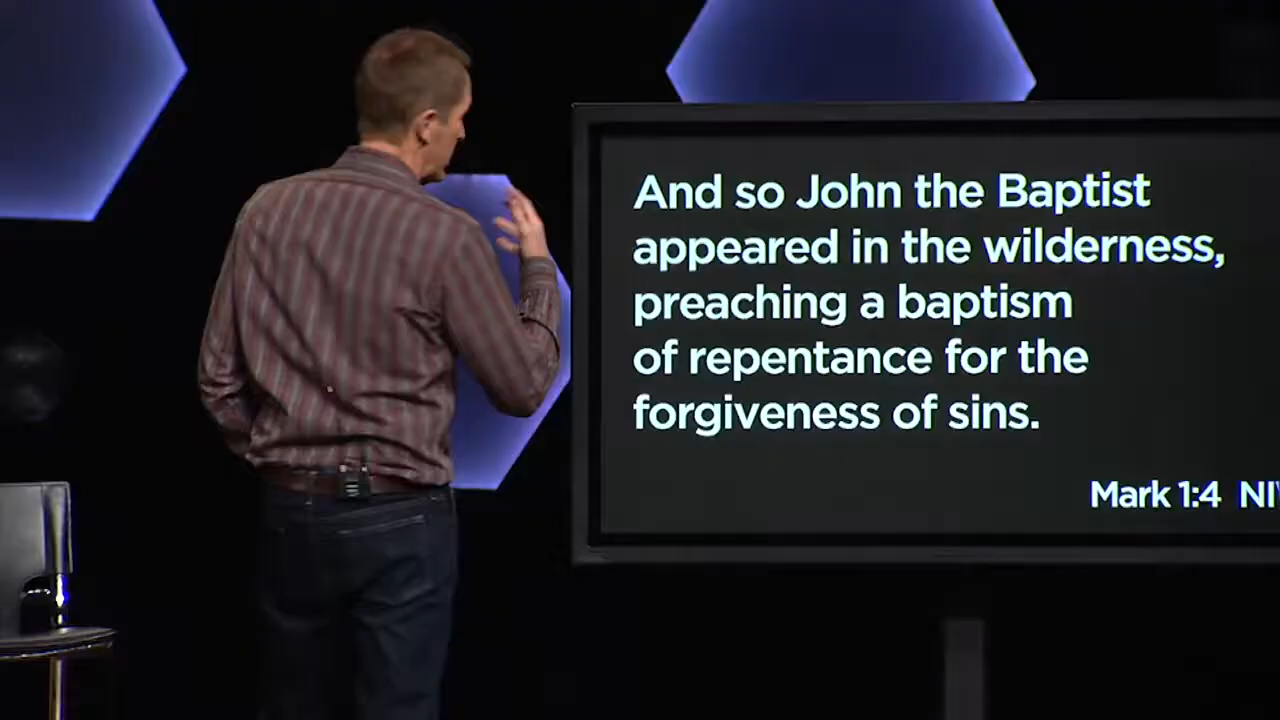 And so John the Baptist
appeared in the wilderness,
preaching a baptism
of repentance for the
forgiveness of sins.
Mark 1:4 NI